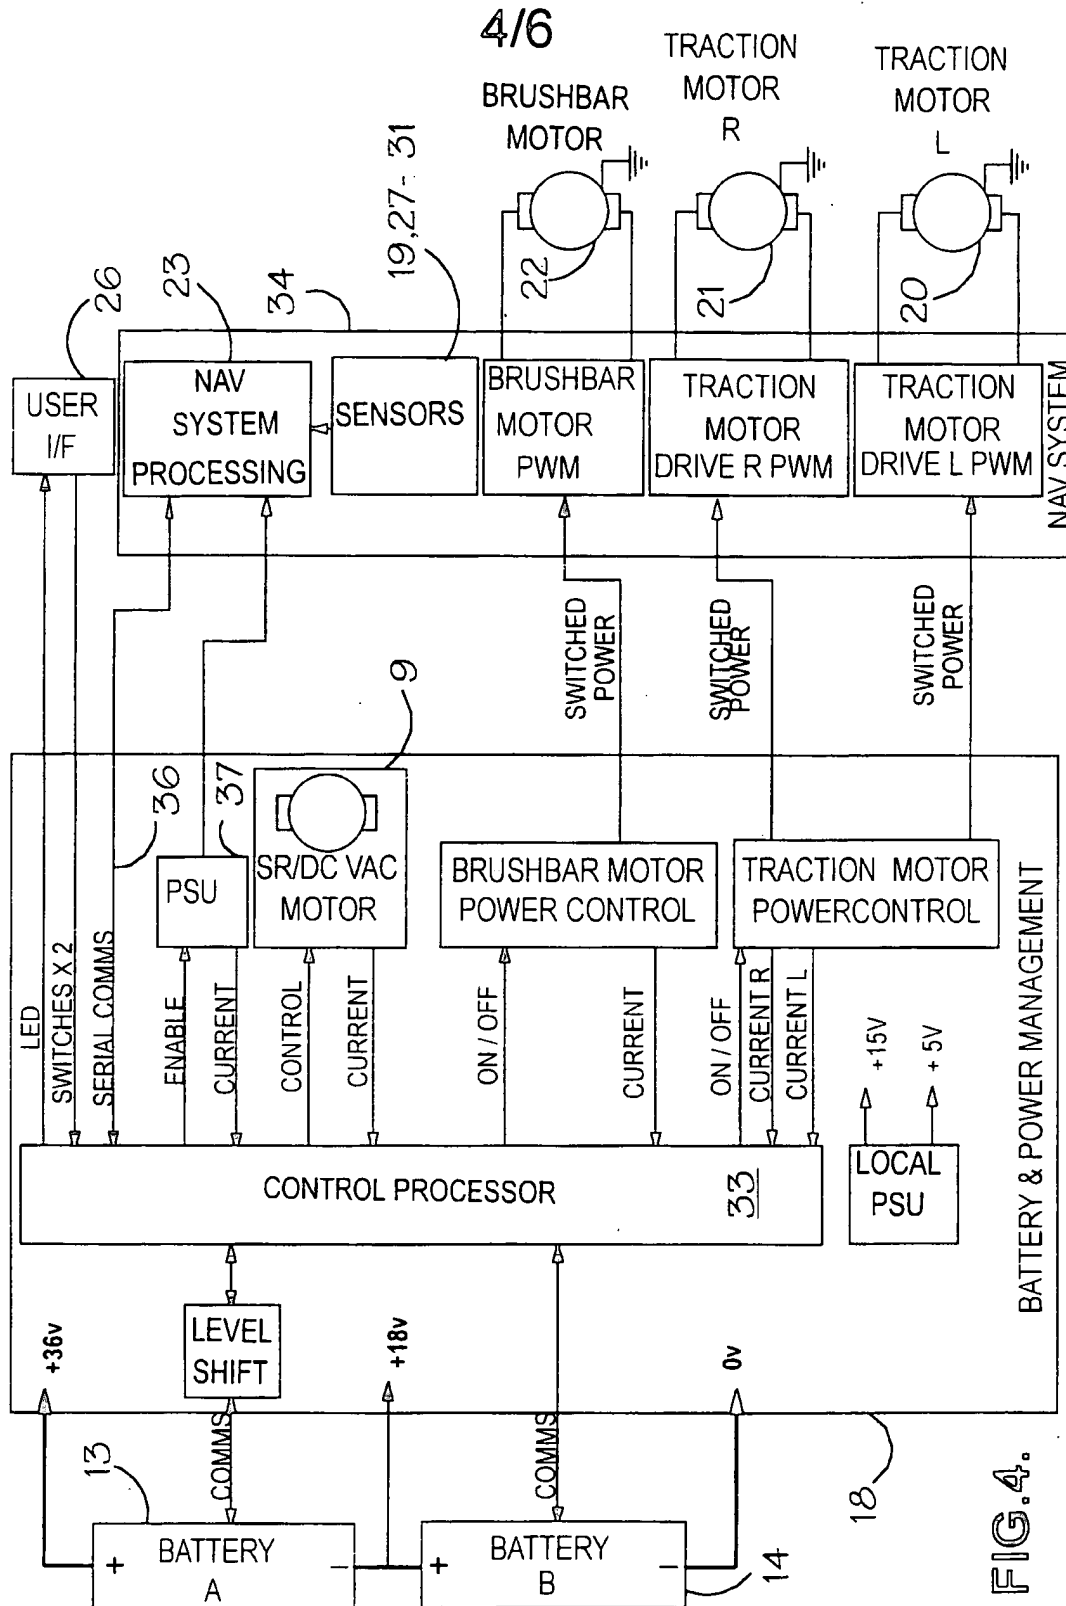 4/6
BRUSHBAR
MOTOR
TRACTION
MOTOR
R
TRACTION
MOTOR
L
26
23
34
19,27-31
22
21
20
USER
I/F
NAV
SYSTEM
PROCESSING
SENSORS
BRUSHBAR
MOTOR
PWM
TRACTION
MOTOR
DRIVE R PWM
TRACTION
MOTOR
DRIVE L PWM
NAV SYSTEM
SWITCHED
POWER
SWITCHED
POWER
SWITCHED
POWER
36
37
9
PSU
SR/DC VAC
MOTOR
BRUSHBAR MOTOR
POWER CONTROL
TRACTION MOTOR
POWERCONTROL
LED
SWITCHES X 2
SERIAL COMMS
ENABLE
CURRENT
CONTROL
CURRENT
ON / OFF
CURRENT
ON / OFF
CURRENT R
CURRENT L
+15V
+ 5V
LOCAL
PSU
CONTROL PROCESSOR
33
BATTERY & POWER MANAGEMENT
LEVEL
SHIFT
+36v
+18v
0v
COMMS
COMMS
13
18
14
+
BATTERY
A
–
+
BATTERY
B
–
FIG.4.